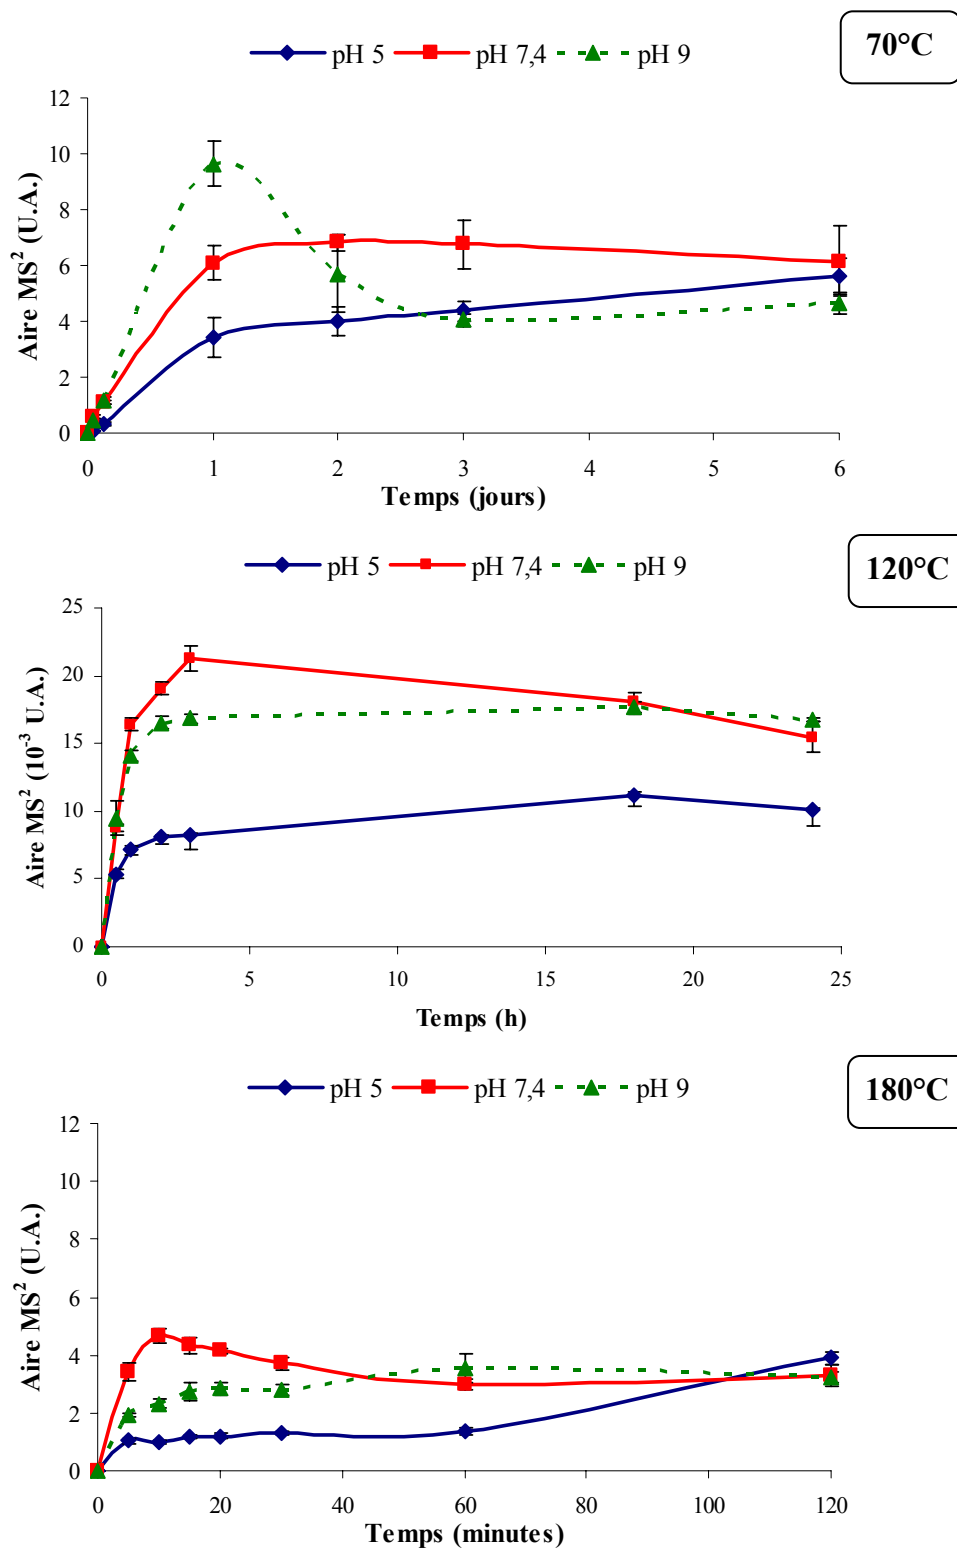 70°C
pH 5 pH 7,4 pH 9
Aire MS² (U.A.)
12
10
8
6
4
2
0
0 1 2 3 4 5 6
Temps (jours)
120°C
pH 5 pH 7,4 pH 9
Aire MS² (10⁻³ U.A.)
25
20
15
10
5
0
0 5 10 15 20 25
Temps (h)
180°C
pH 5 pH 7,4 pH 9
Aire MS² (U.A.)
12
10
8
6
4
2
0
0 20 40 60 80 100 120
Temps (minutes)